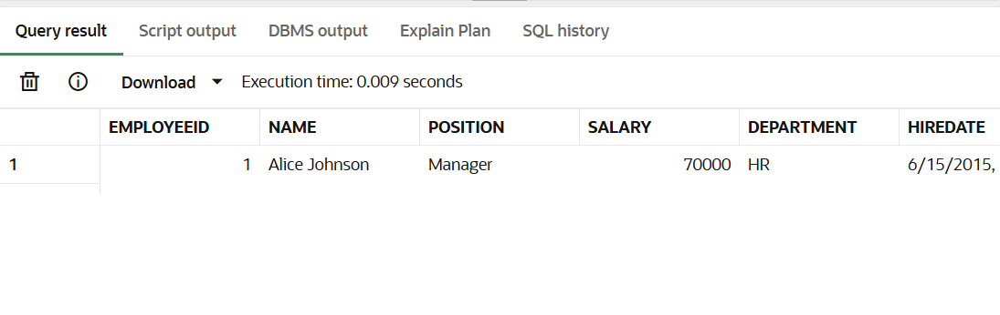 Query result Script output DBMS output Explain Plan SQL history
Download Execution time: 0.009 seconds
EMPLOYEEID NAME POSITION SALARY DEPARTMENT HIREDATE
1 1 Alice Johnson Manager 70000 HR 6/15/2015,